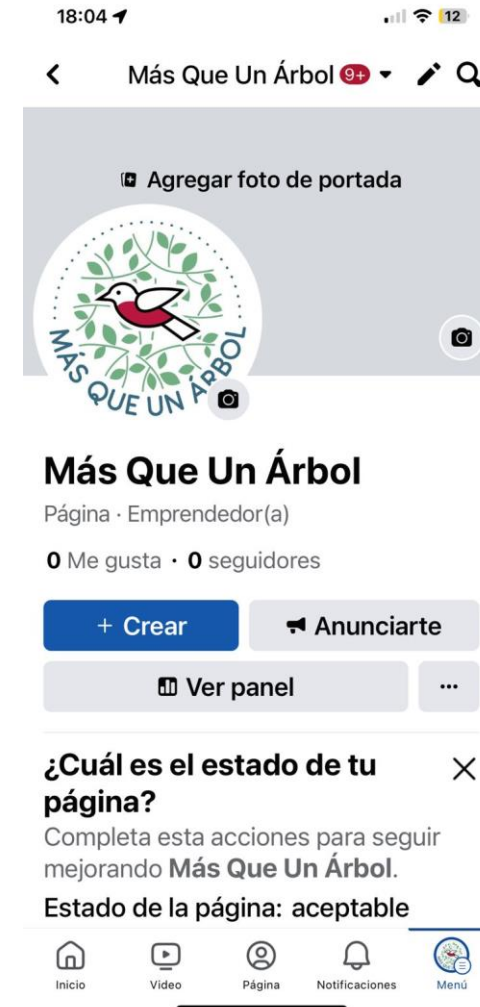 18:04
12
Más Que Un Árbol 9+
Agregar foto de portada
MÁS QUE UN ÁRBOL
Más Que Un Árbol
Página · Emprendedor(a)
0 Me gusta · 0 seguidores
+ Crear
Anunciarte
Ver panel
¿Cuál es el estado de tu
página?
Completa esta acciones para seguir
mejorando Más Que Un Árbol.
Estado de la página: aceptable
Inicio
Video
Página
Notificaciones
Menú